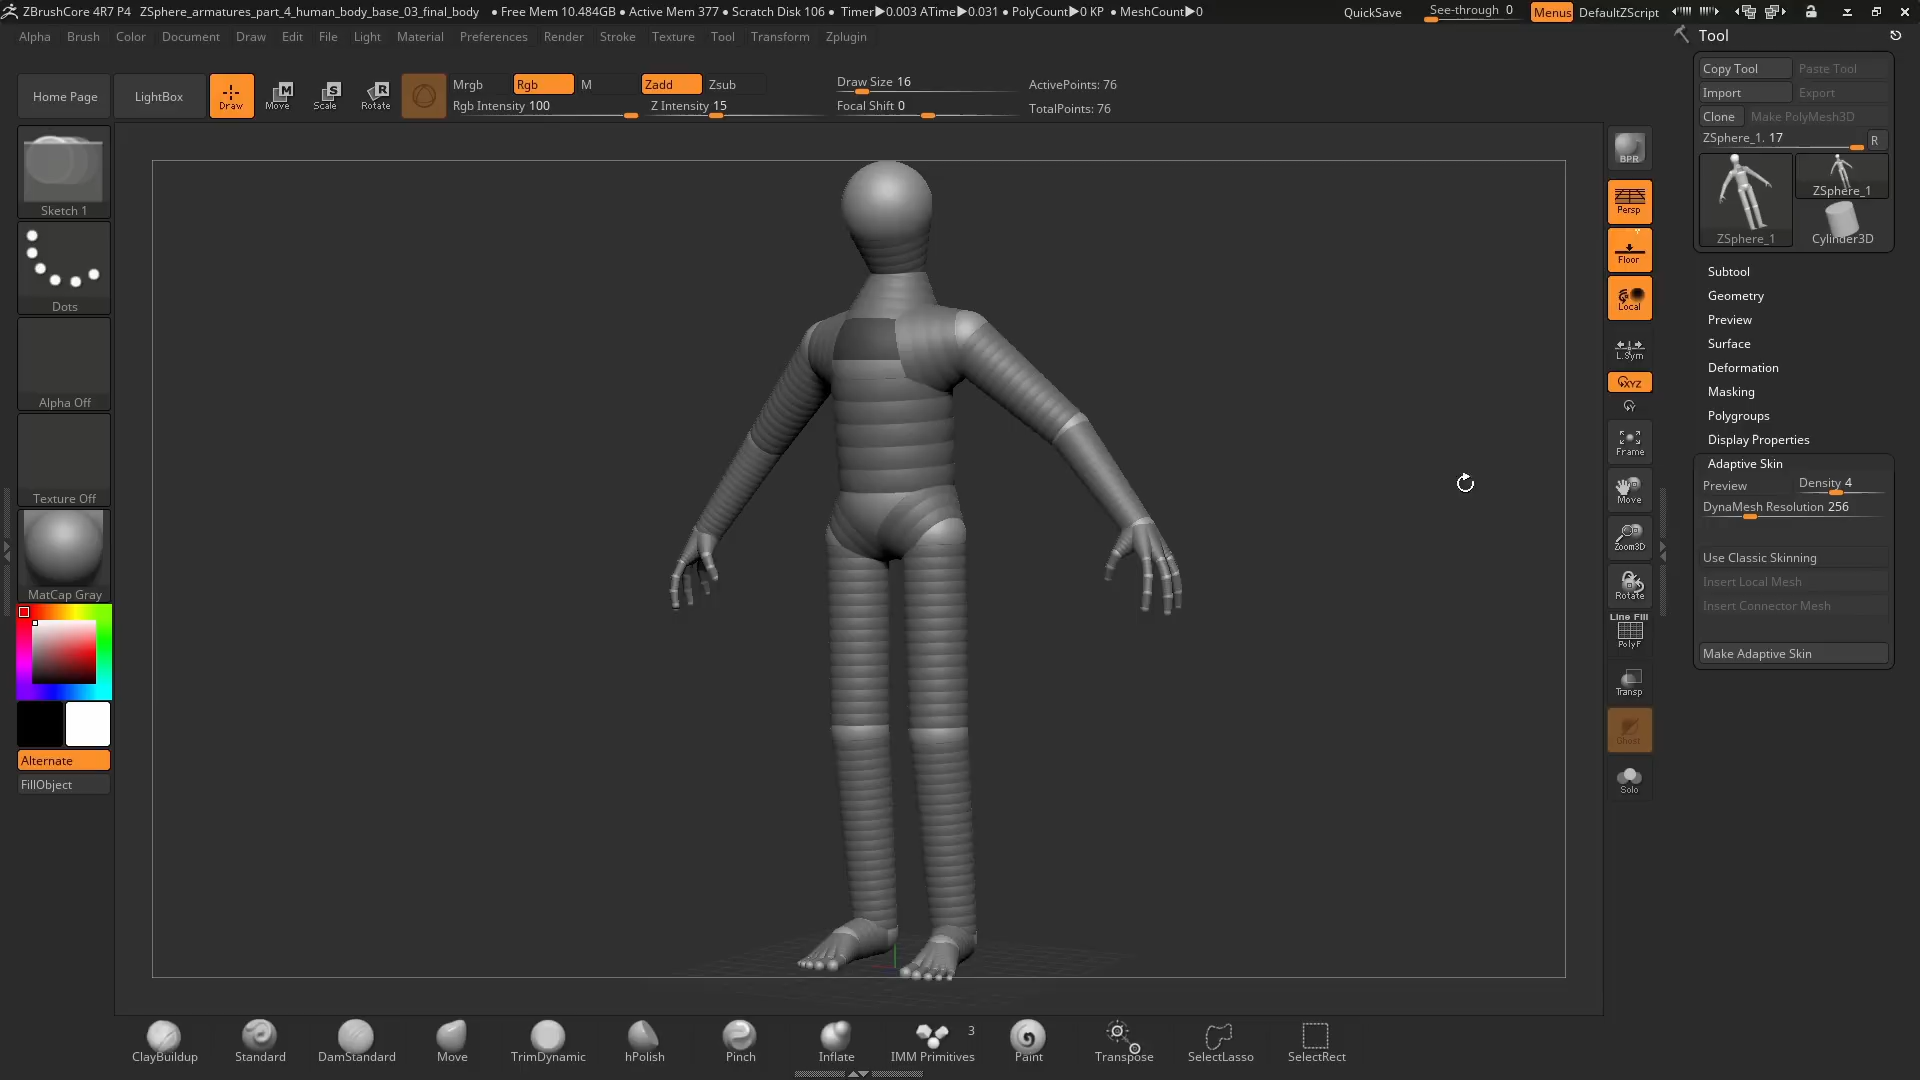 ZBrushCore 4R7 P4 ZSphere_armatures_part_4_human_body_base_03_final_body • Free Mem 10.484GB • Active Mem 377 • Scratch Disk 106 • Timer▶0.003 ATime▶0.031 • PolyCount▶0 KP • MeshCount▶0 QuickSave See-through 0 Menus DefaultZScript
Alpha Brush Color Document Draw Edit File Light Material Preferences Render Stroke Texture Tool Transform Zplugin
Home Page
LightBox
Draw
M
Move
S
Scale
R
Rotate
Mrgb Rgb M Zadd Zsub
Rgb Intensity 100 Z Intensity 15
Draw Size 16
Focal Shift 0
ActivePoints: 76
TotalPoints: 76
Sketch 1
Dots
Alpha Off
Texture Off
MatCap Gray
Alternate
FillObject
BPR
Persp
Floor
Local
L.Sym
XYZ
Y
Frame
Move
Zoom3D
Rotate
Line Fill
PolyF
Transp
Ghost
Solo
Tool
Copy Tool Paste Tool
Import Export
Clone Make PolyMesh3D
ZSphere_1. 17 R
ZSphere_1
ZSphere_1
Cylinder3D
Subtool
Geometry
Preview
Surface
Deformation
Masking
Polygroups
Display Properties
Adaptive Skin
Preview Density 4
DynaMesh Resolution 256
Use Classic Skinning
Insert Local Mesh
Insert Connector Mesh
Make Adaptive Skin
ClayBuildup Standard DamStandard Move TrimDynamic hPolish Pinch Inflate IMM Primitives 3 Paint Transpose SelectLasso SelectRect